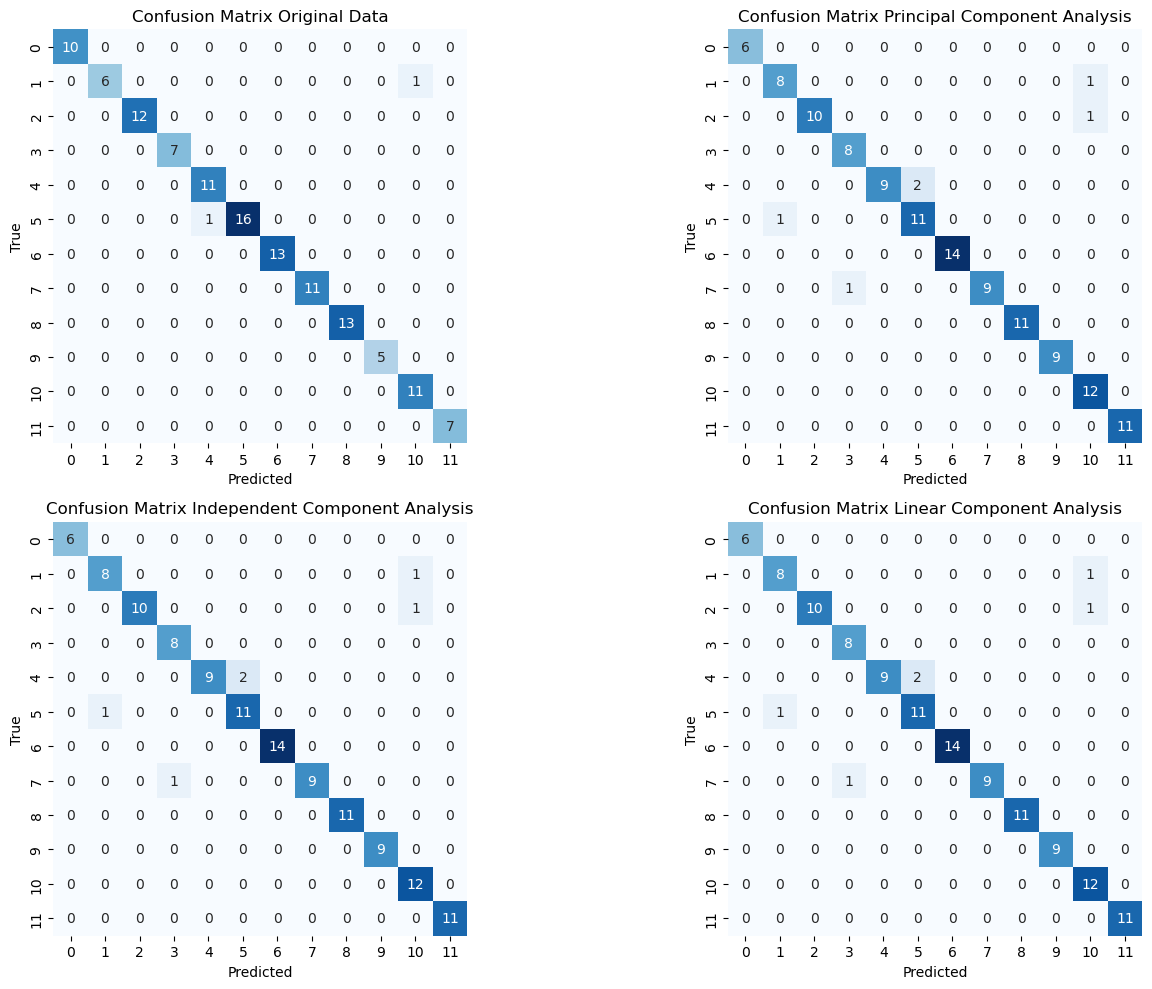 Confusion Matrix Original Data
0 10 0 0 0 0 0 0 0 0 0 0 0
1 0 6 0 0 0 0 0 0 0 0 1 0
2 0 0 12 0 0 0 0 0 0 0 0 0
3 0 0 0 7 0 0 0 0 0 0 0 0
4 0 0 0 0 11 0 0 0 0 0 0 0
5 0 0 0 0 1 16 0 0 0 0 0 0
6 0 0 0 0 0 0 13 0 0 0 0 0
7 0 0 0 0 0 0 0 11 0 0 0 0
8 0 0 0 0 0 0 0 0 13 0 0 0
9 0 0 0 0 0 0 0 0 0 5 0 0
10 0 0 0 0 0 0 0 0 0 0 11 0
11 0 0 0 0 0 0 0 0 0 0 0 7
0 1 2 3 4 5 6 7 8 9 10 11
True
Predicted
Confusion Matrix Principal Component Analysis
0 6 0 0 0 0 0 0 0 0 0 0 0
1 0 8 0 0 0 0 0 0 0 0 1 0
2 0 0 10 0 0 0 0 0 0 0 1 0
3 0 0 0 8 0 0 0 0 0 0 0 0
4 0 0 0 0 9 2 0 0 0 0 0 0
5 0 1 0 0 0 11 0 0 0 0 0 0
6 0 0 0 0 0 0 14 0 0 0 0 0
7 0 0 0 1 0 0 0 9 0 0 0 0
8 0 0 0 0 0 0 0 0 11 0 0 0
9 0 0 0 0 0 0 0 0 0 9 0 0
10 0 0 0 0 0 0 0 0 0 0 12 0
11 0 0 0 0 0 0 0 0 0 0 0 11
0 1 2 3 4 5 6 7 8 9 10 11
True
Predicted
Confusion Matrix Independent Component Analysis
0 6 0 0 0 0 0 0 0 0 0 0 0
1 0 8 0 0 0 0 0 0 0 0 1 0
2 0 0 10 0 0 0 0 0 0 0 1 0
3 0 0 0 8 0 0 0 0 0 0 0 0
4 0 0 0 0 9 2 0 0 0 0 0 0
5 0 1 0 0 0 11 0 0 0 0 0 0
6 0 0 0 0 0 0 14 0 0 0 0 0
7 0 0 0 1 0 0 0 9 0 0 0 0
8 0 0 0 0 0 0 0 0 11 0 0 0
9 0 0 0 0 0 0 0 0 0 9 0 0
10 0 0 0 0 0 0 0 0 0 0 12 0
11 0 0 0 0 0 0 0 0 0 0 0 11
0 1 2 3 4 5 6 7 8 9 10 11
True
Predicted
Confusion Matrix Linear Component Analysis
0 6 0 0 0 0 0 0 0 0 0 0 0
1 0 8 0 0 0 0 0 0 0 0 1 0
2 0 0 10 0 0 0 0 0 0 0 1 0
3 0 0 0 8 0 0 0 0 0 0 0 0
4 0 0 0 0 9 2 0 0 0 0 0 0
5 0 1 0 0 0 11 0 0 0 0 0 0
6 0 0 0 0 0 0 14 0 0 0 0 0
7 0 0 0 1 0 0 0 9 0 0 0 0
8 0 0 0 0 0 0 0 0 11 0 0 0
9 0 0 0 0 0 0 0 0 0 9 0 0
10 0 0 0 0 0 0 0 0 0 0 12 0
11 0 0 0 0 0 0 0 0 0 0 0 11
0 1 2 3 4 5 6 7 8 9 10 11
True
Predicted